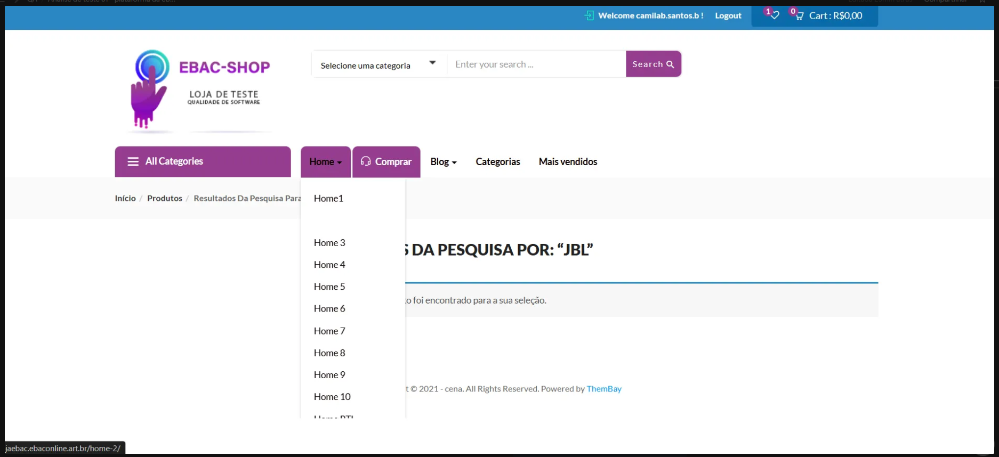 Welcome camilab.santos.b !
Logout
1
0
Cart : R$0,00
EBAC-SHOP
LOJA DE TESTE
QUALIDADE DE SOFTWARE
Selecione uma categoria
Enter your search ...
Search
All Categories
Home
Comprar
Blog
Categorias
Mais vendidos
Início / Produtos / Resultados Da Pesquisa Para
Home1
Home 3
S DA PESQUISA POR: “JBL”
Home 4
Home 5
to foi encontrado para a sua seleção.
Home 6
Home 7
Home 8
Home 9
t © 2021 - cena. All Rights Reserved. Powered by ThemBay
Home 10
Home RTL
jaebac.ebaconline.art.br/home-2/